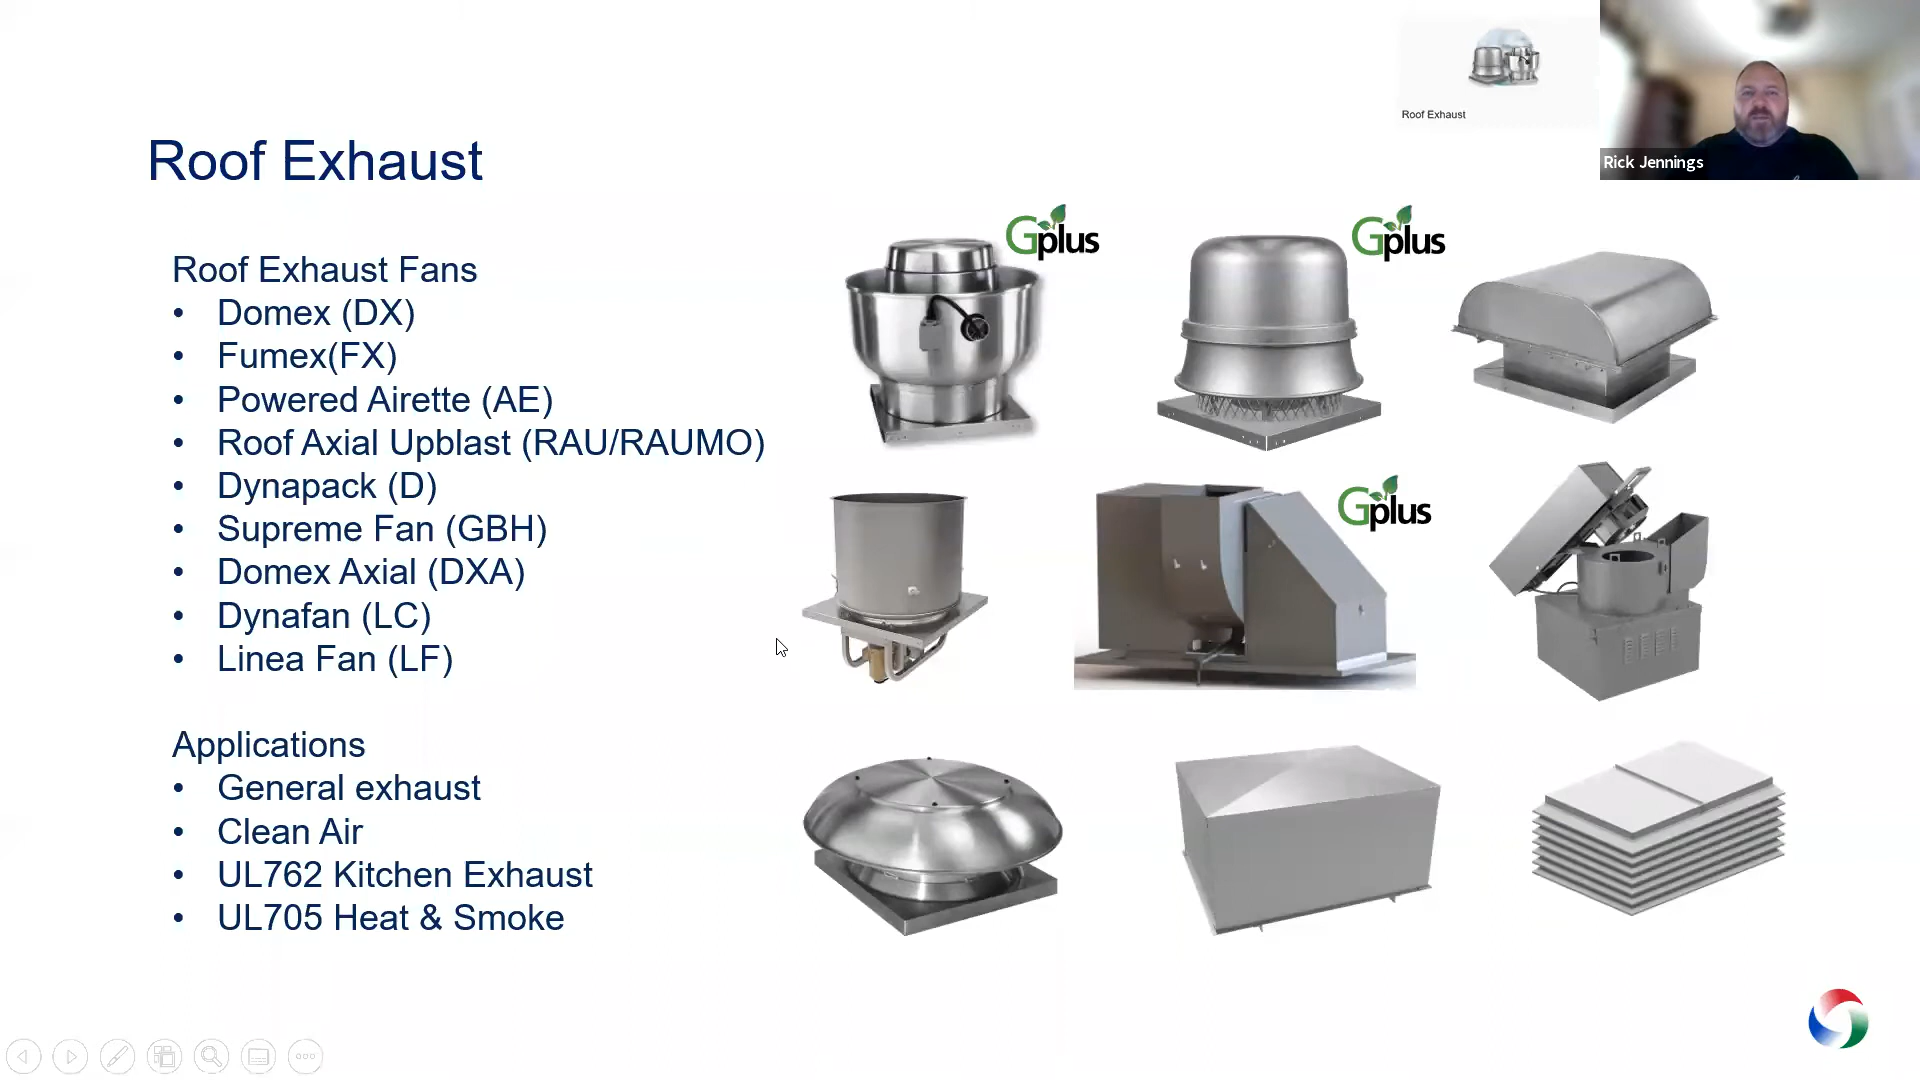 Roof Exhaust
Rick Jennings
Roof Exhaust
Roof Exhaust Fans
• Domex (DX)
• Fumex(FX)
• Powered Airette (AE)
• Roof Axial Upblast (RAU/RAUMO)
• Dynapack (D)
• Supreme Fan (GBH)
• Domex Axial (DXA)
• Dynafan (LC)
• Linea Fan (LF)
Applications
• General exhaust
• Clean Air
• UL762 Kitchen Exhaust
• UL705 Heat & Smoke
Gplus
Gplus
Gplus